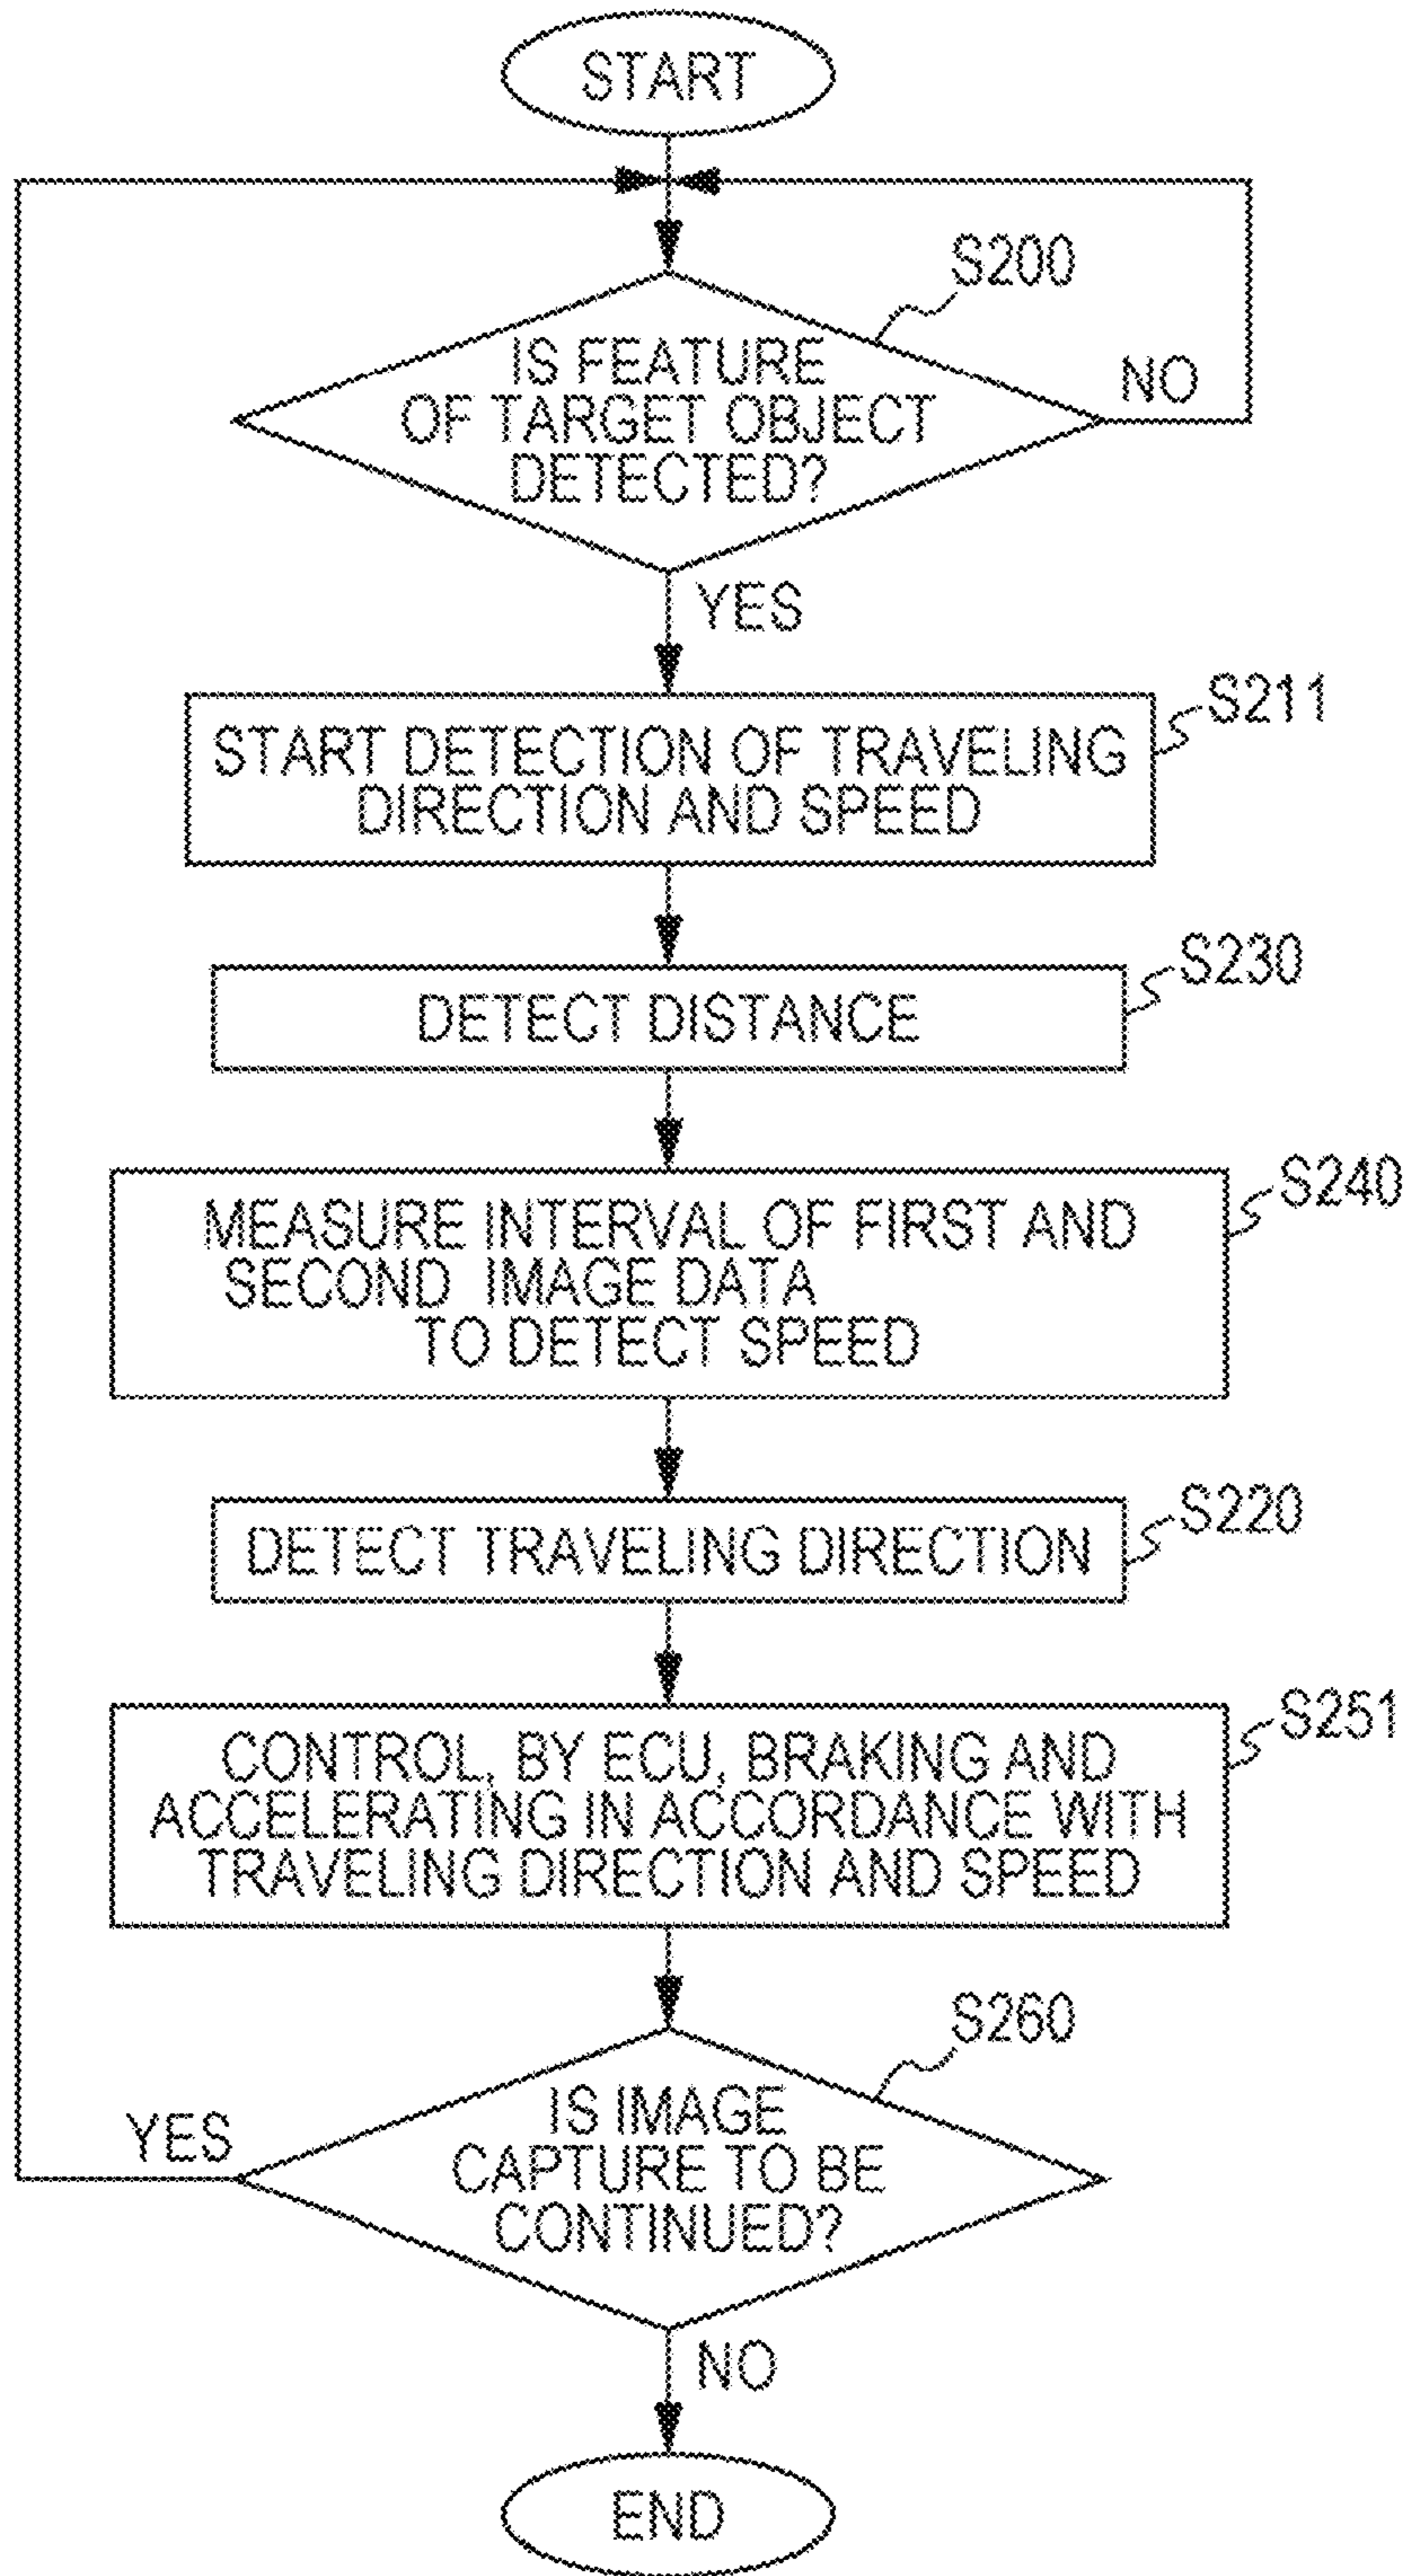 START
S200
IS FEATURE
OF TARGET OBJECT
DETECTED?
NO
YES
S211
START DETECTION OF TRAVELING
DIRECTION AND SPEED
S230
DETECT DISTANCE
S240
MEASURE INTERVAL OF FIRST AND
SECOND IMAGE DATA
TO DETECT SPEED
S220
DETECT TRAVELING DIRECTION
S251
CONTROL, BY ECU, BRAKING AND
ACCELERATING IN ACCORDANCE WITH
TRAVELING DIRECTION AND SPEED
S260
IS IMAGE
CAPTURE TO BE
CONTINUED?
YES
NO
END